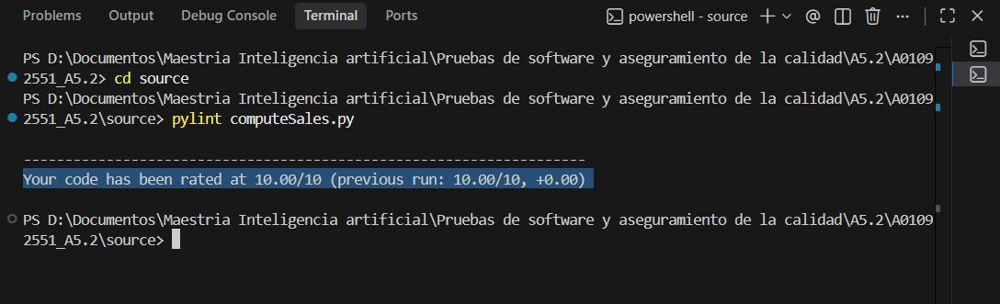 Problems Output Debug Console Terminal Ports powershell - source
PS D:\Documentos\Maestria Inteligencia artificial\Pruebas de software y aseguramiento de la calidad\A5.2\A0109
2551_A5.2> cd source
PS D:\Documentos\Maestria Inteligencia artificial\Pruebas de software y aseguramiento de la calidad\A5.2\A0109
2551_A5.2\source> pylint computeSales.py
--------------------------------------------------------------------
Your code has been rated at 10.00/10 (previous run: 10.00/10, +0.00)
PS D:\Documentos\Maestria Inteligencia artificial\Pruebas de software y aseguramiento de la calidad\A5.2\A0109
2551_A5.2\source>